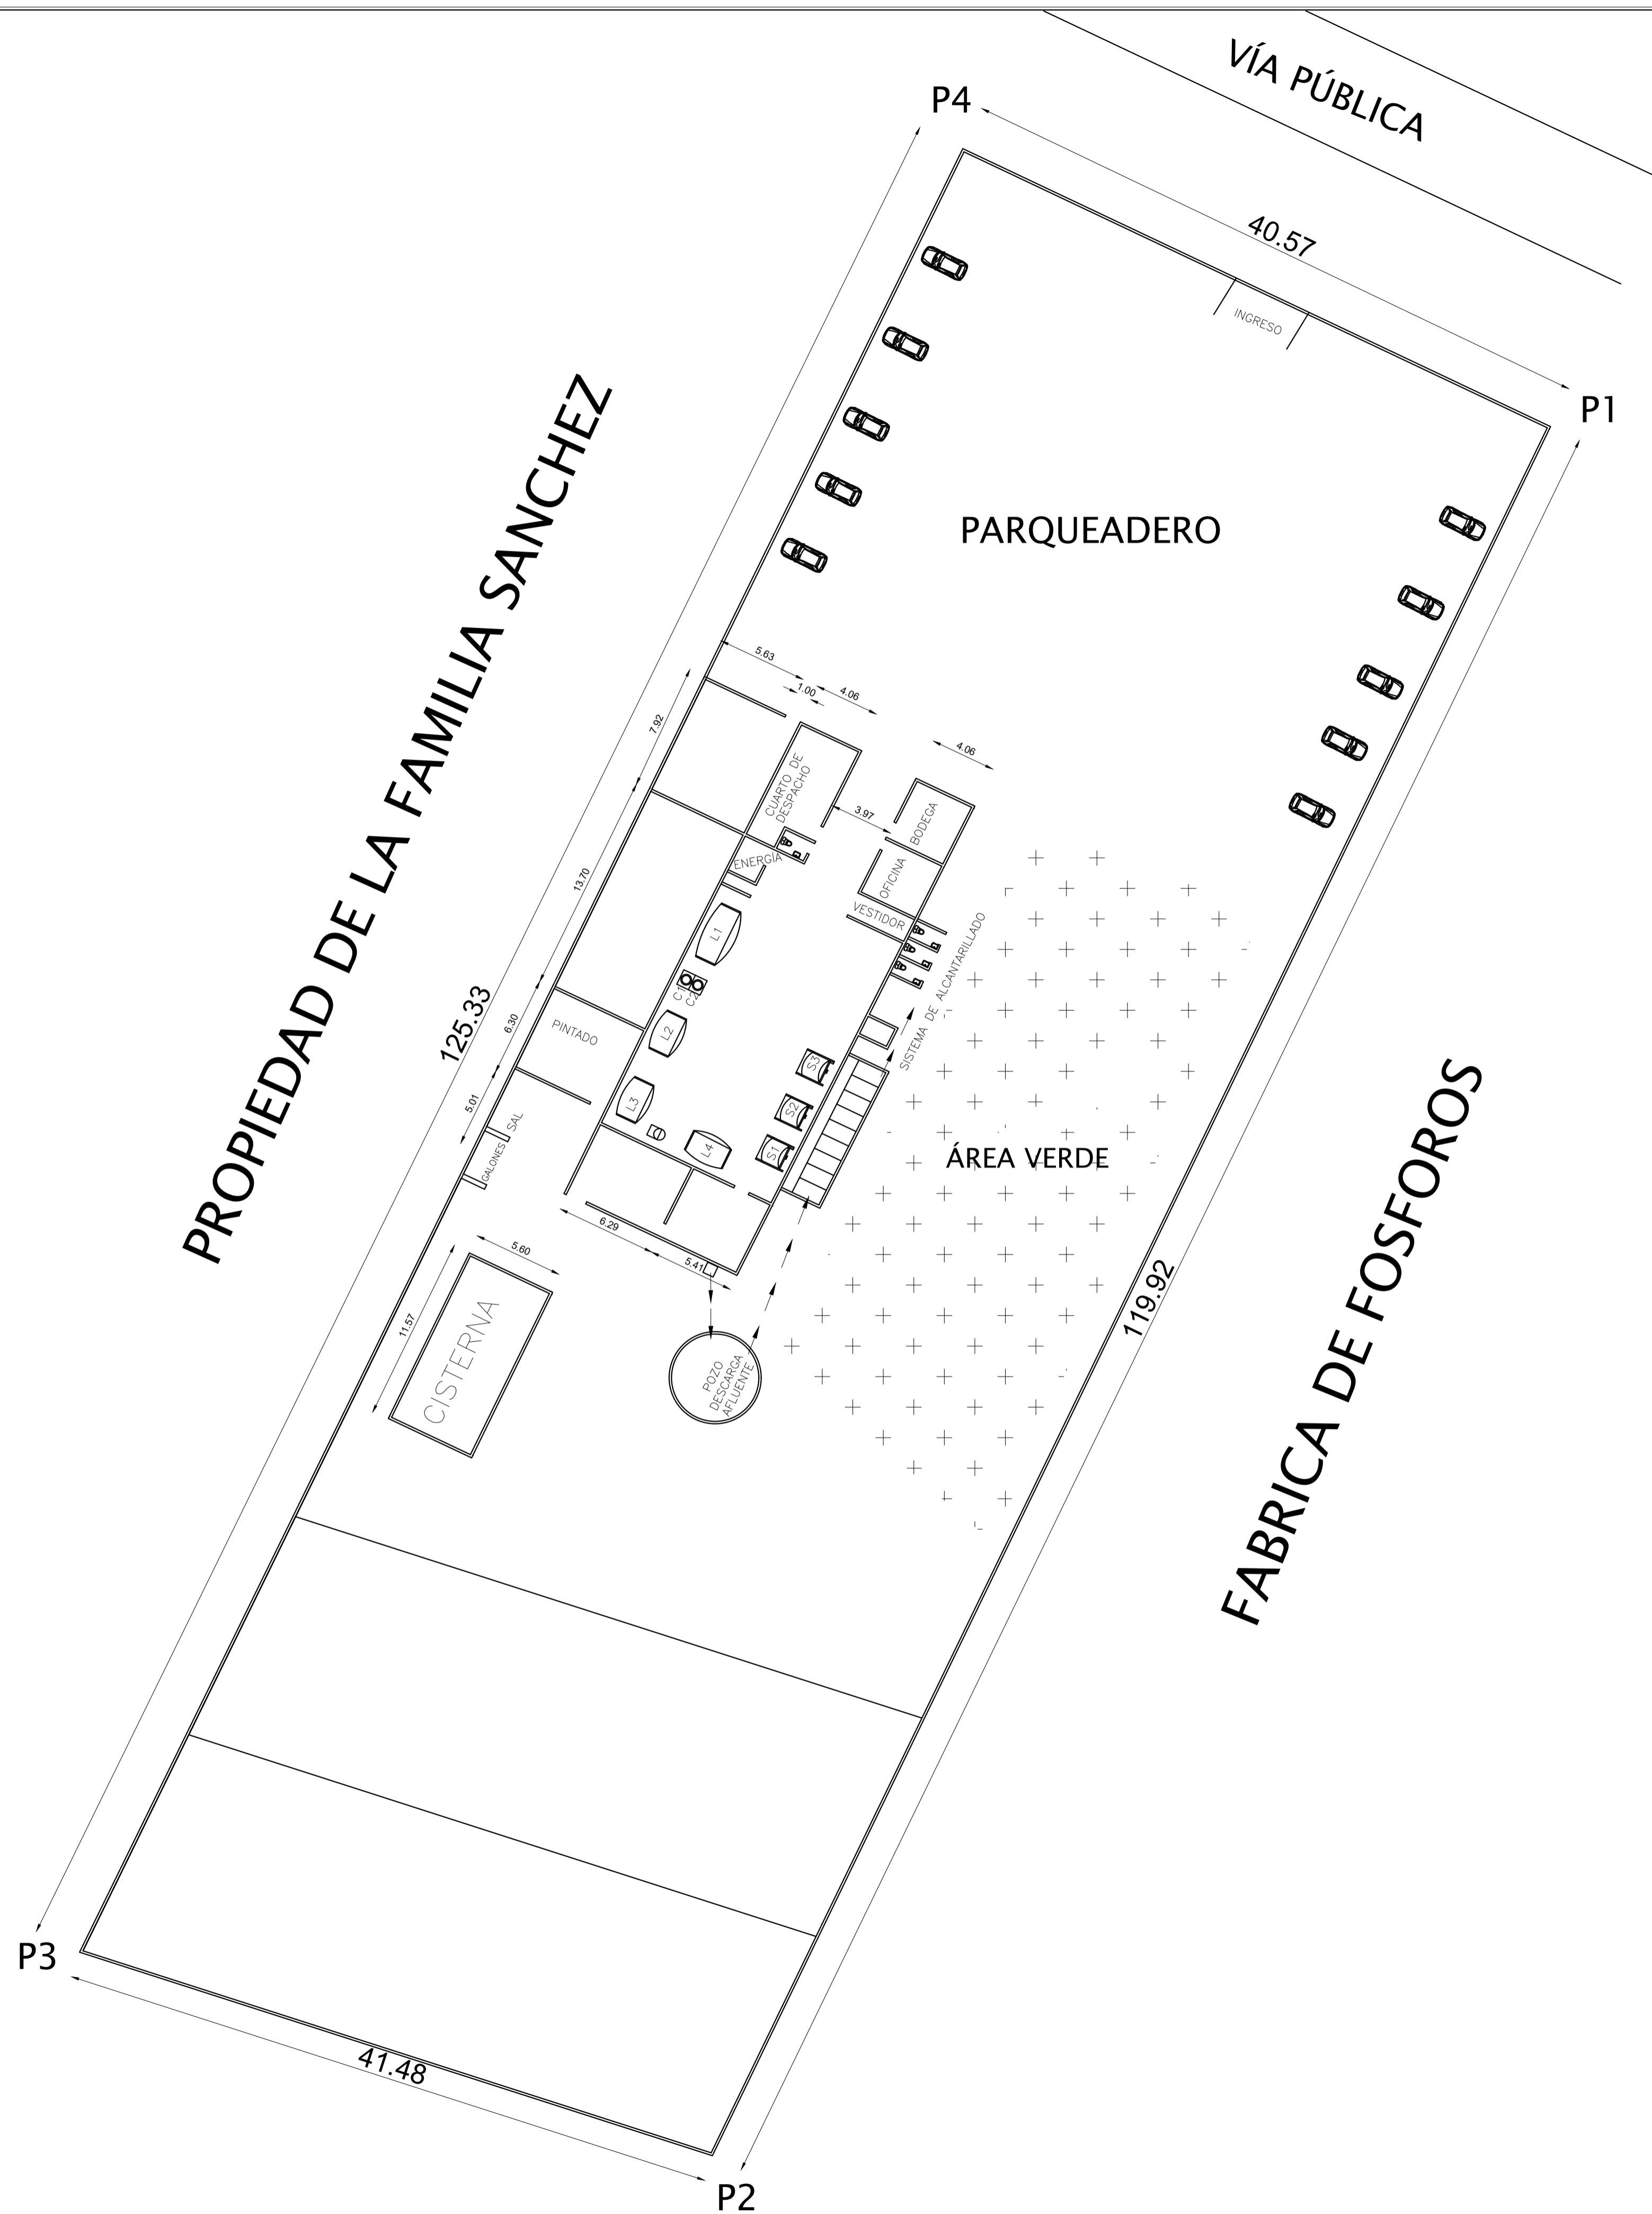 VÍA PÚBLICA
P4
40.57
INGRESO
P1
PROPIEDAD DE LA FAMILIA SANCHEZ
PARQUEADERO
5.63
1.00
4.06
7.92
4.06
CUARTO DE
DESPACHO
3.97
BODEGA
ENERGÍA
OFICINA
13.70
VESTIDOR
L1
SISTEMA DE ALCANTARILLADO
C1
C2
125.33
6.30
PINTADO
L2
S3
5.01
SAL
L3
S2
GALONES
L4
S1
ÁREA VERDE
FABRICA DE FOSFOROS
6.29
5.60
5.41
119.92
11.57
CISTERNA
POZO
DESCARGA
AFLUENTE
P3
41.48
P2